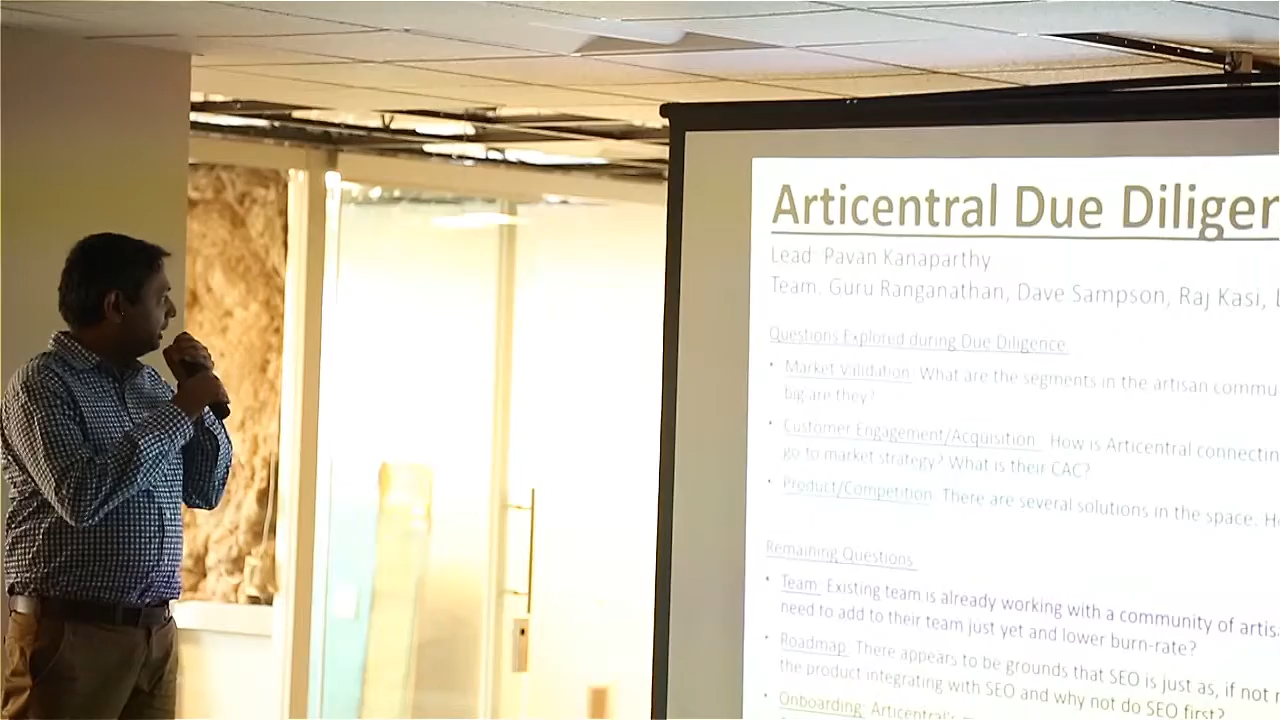 Articentral Due Diliger
Lead: Pavan Kanaparthy
Team: Guru Ranganathan, Dave Sampson, Raj Kasi,
Questions Explored during Due Diligence
• Market Validation: What are the segments in the artisan commu
big are they?
• Customer Engagement/Acquisition: How is Articentral connectin
go to market strategy? What is their CAC?
• Product/Competition: There are several solutions in the space. H
Remaining Questions
• Team: Existing team is already working with a community of artis
need to add to their team just yet and lower burn-rate?
• Roadmap: There appears to be grounds that SEO is just as, if not
the product integrating with SEO and why not do SEO first?
• Onboarding: Articentral's